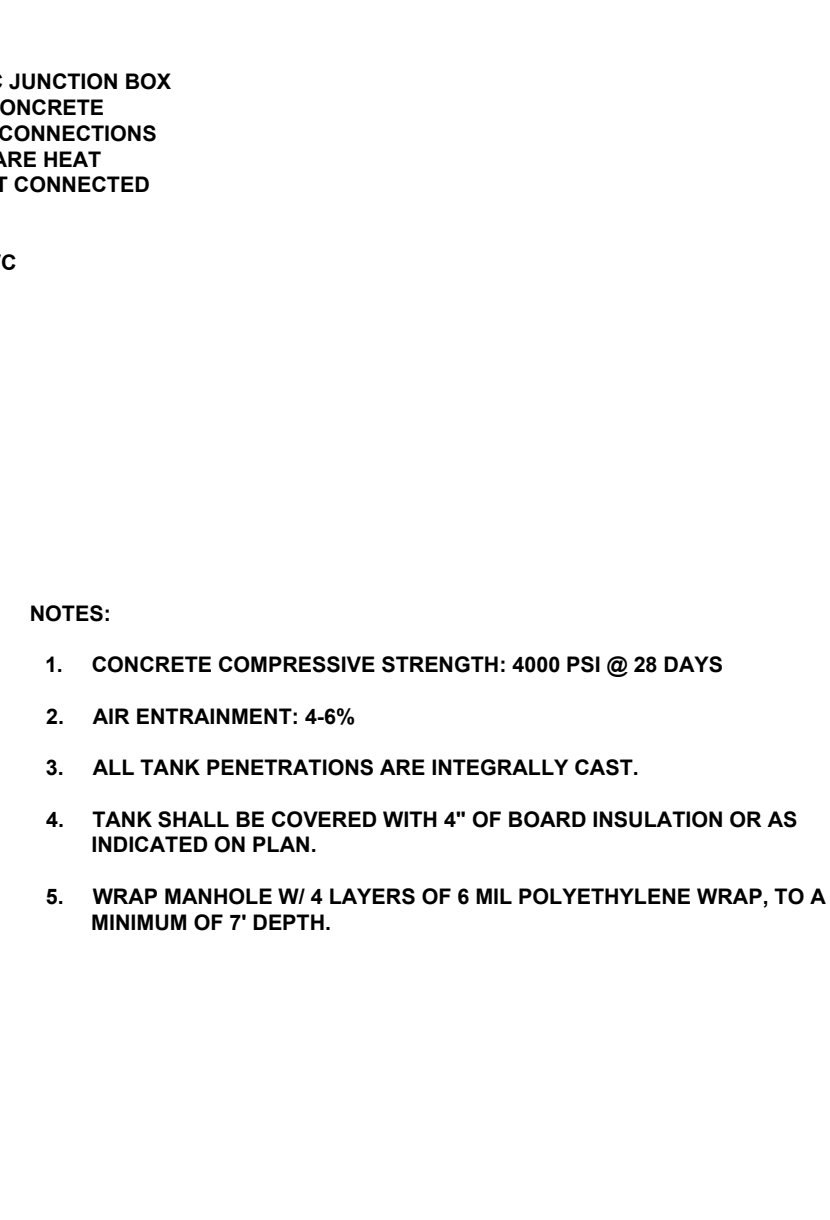 JUNCTION BOX
ONCRETE
CONNECTIONS
ARE HEAT
T CONNECTED
C
NOTES:
1. CONCRETE COMPRESSIVE STRENGTH: 4000 PSI @ 28 DAYS
2. AIR ENTRAINMENT: 4-6%
3. ALL TANK PENETRATIONS ARE INTEGRALLY CAST.
4. TANK SHALL BE COVERED WITH 4" OF BOARD INSULATION OR AS
INDICATED ON PLAN.
5. WRAP MANHOLE W/ 4 LAYERS OF 6 MIL POLYETHYLENE WRAP, TO A
MINIMUM OF 7' DEPTH.